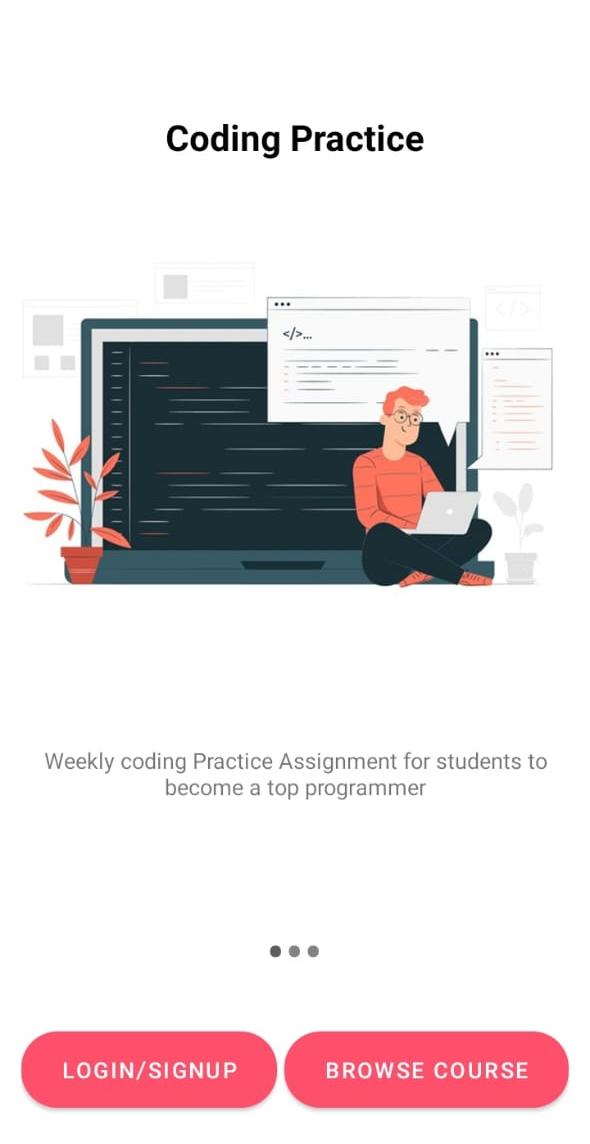 Coding Practice
</>...
</>
Weekly coding Practice Assignment for students to
become a top programmer
LOGIN/SIGNUP
BROWSE COURSE